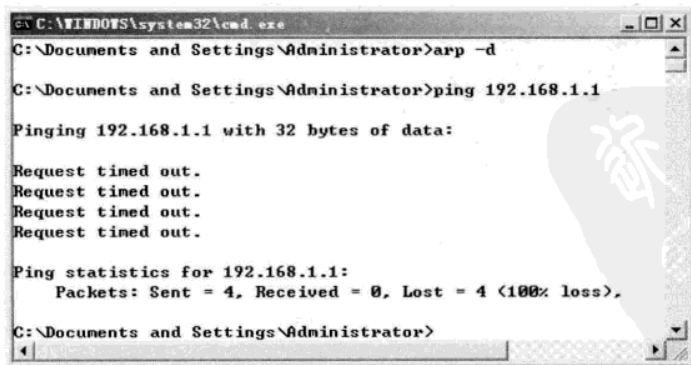 C:\WINDOWS\system32\cmd.exe
C:\Documents and Settings\Administrator>arp -d
C:\Documents and Settings\Administrator>ping 192.168.1.1
Pinging 192.168.1.1 with 32 bytes of data:
Request timed out.
Request timed out.
Request timed out.
Request timed out.
Ping statistics for 192.168.1.1:
Packets: Sent = 4, Received = 0, Lost = 4 (100% loss),
C:\Documents and Settings\Administrator>